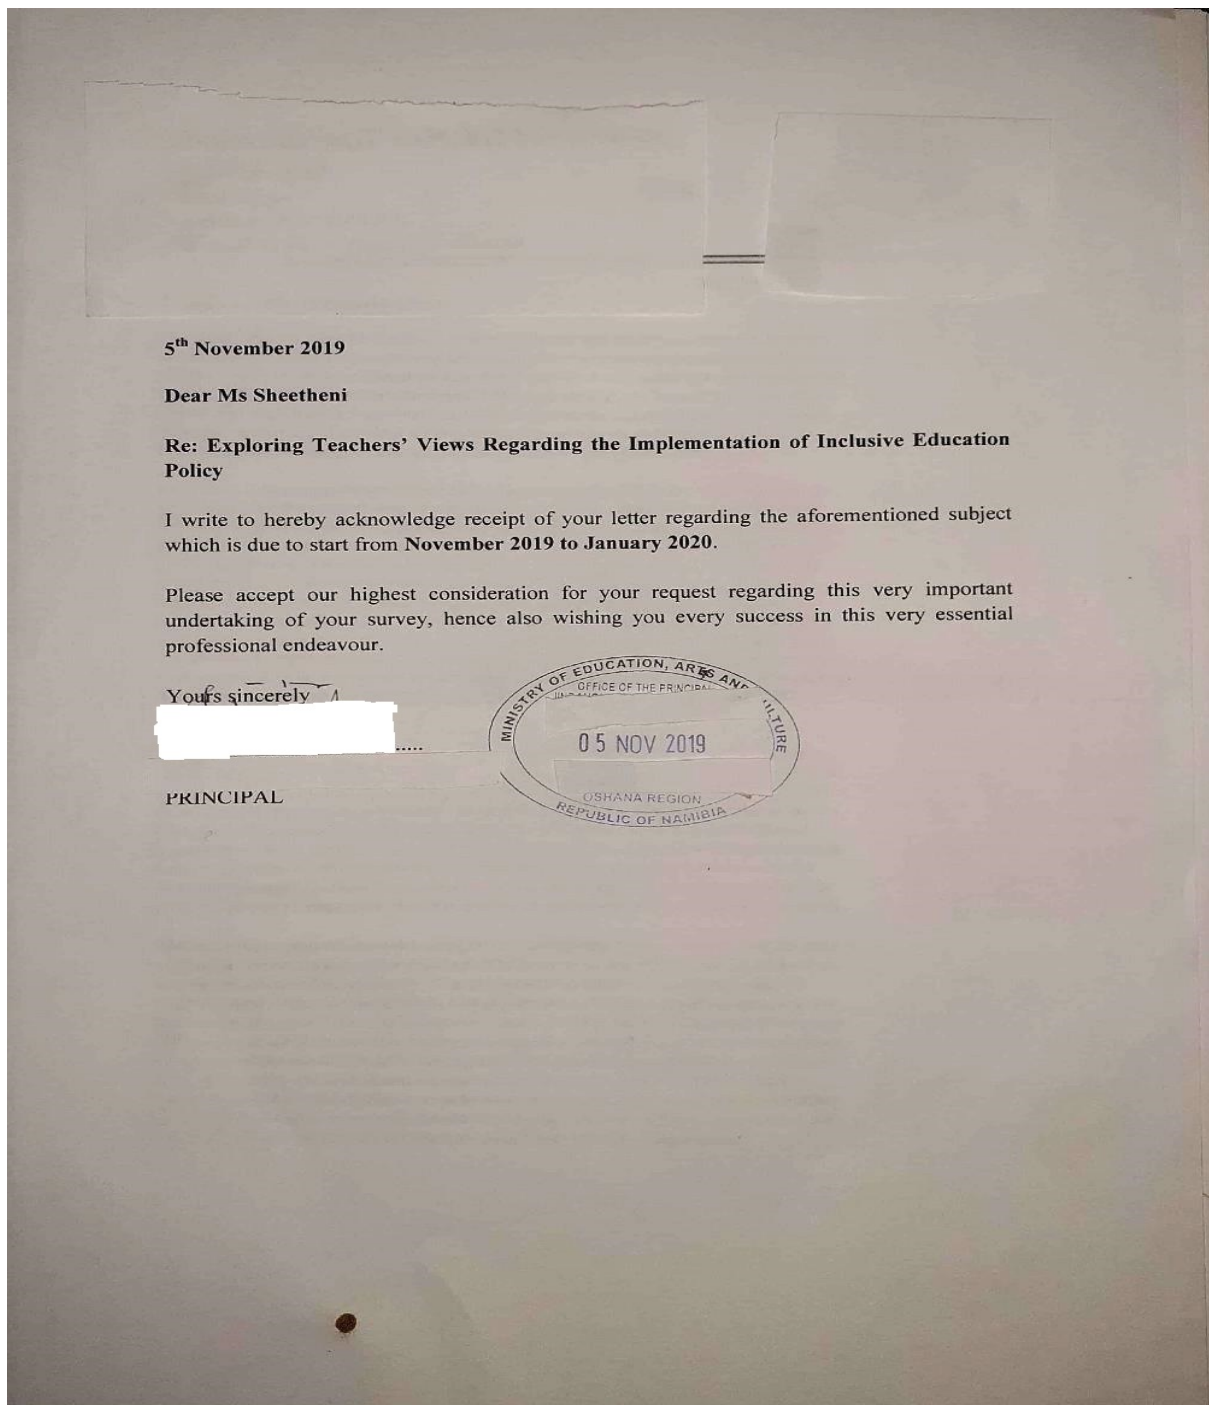 5th November 2019
Dear Ms Sheetheni
Re: Exploring Teachers' Views Regarding the Implementation of Inclusive Education
Policy
I write to hereby acknowledge receipt of your letter regarding the aforementioned subject
which is due to start from November 2019 to January 2020.
Please accept our highest consideration for your request regarding this very important
undertaking of your survey, hence also wishing you every success in this very essential
professional endeavour.
Yours sincerely
.....
PRINCIPAL
MINISTRY OF EDUCATION, ARTS AND
OFFICE OF THE PRINCIPAL
05 NOV 2019
OSHANA REGION
REPUBLIC OF NAMIBIA